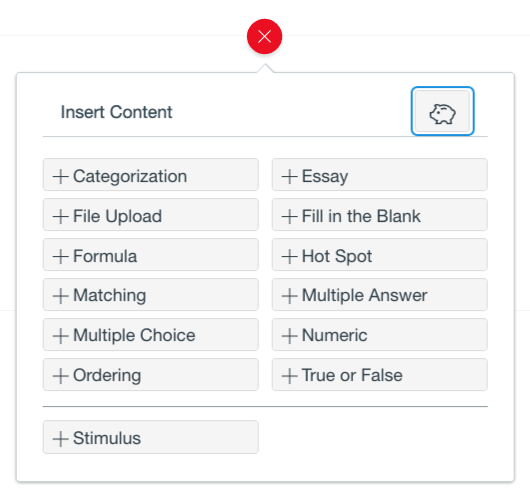 Insert Content
Categorization
Essay
File Upload
Fill in the Blank
Formula
Hot Spot
Matching
Multiple Answer
Multiple Choice
Numeric
Ordering
True or False
Stimulus